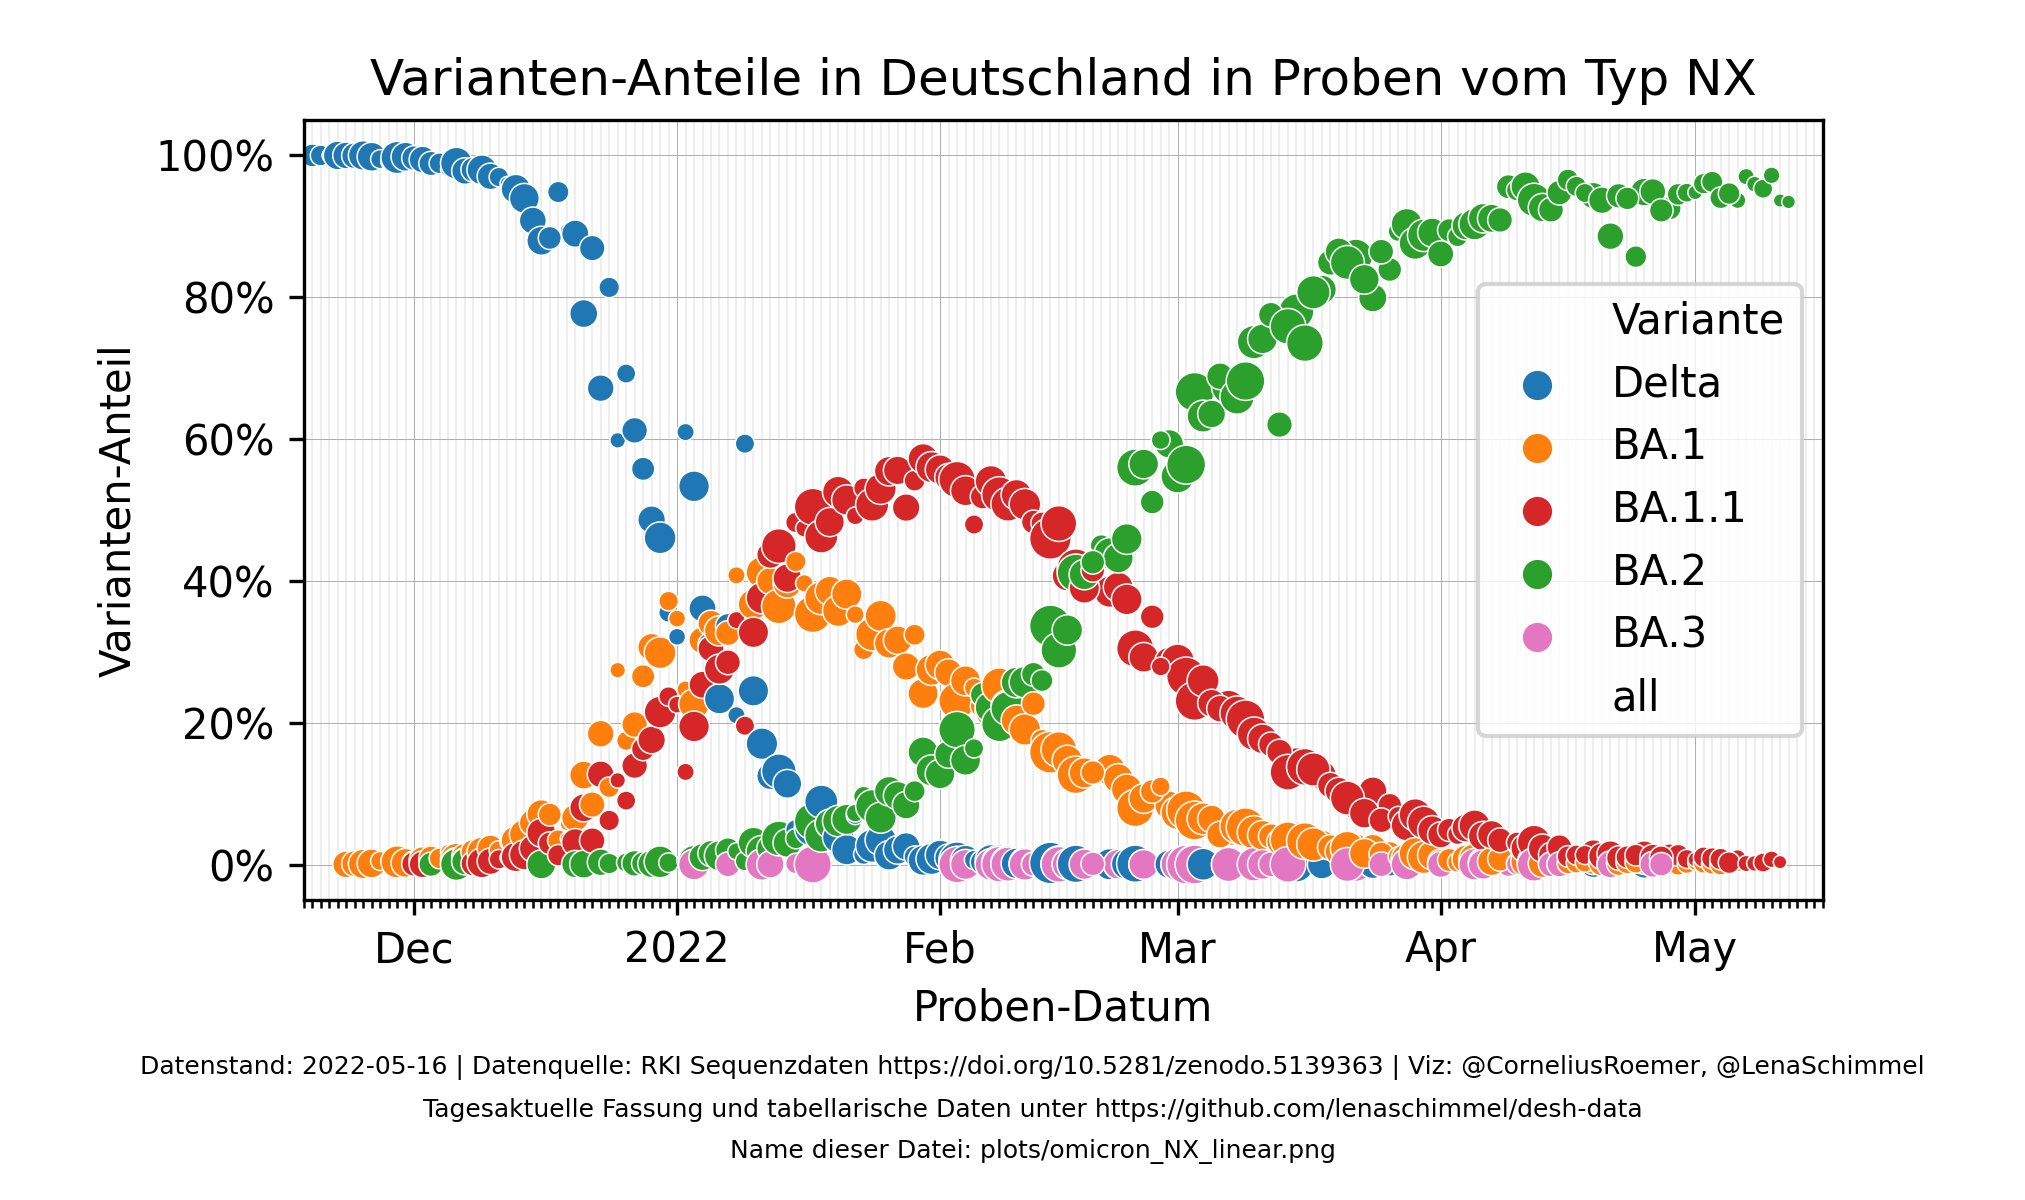 Varianten-Anteile in Deutschland in Proben vom Typ NX
100%
80%
60%
40%
20%
0%
Varianten-Anteil
Variante
Delta
BA.1
BA.1.1
BA.2
BA.3
all
Dec 2022 Feb Mar Apr May
Proben-Datum
Datenstand: 2022-05-16 | Datenquelle: RKI Sequenzdaten https://doi.org/10.5281/zenodo.5139363 | Viz: @CorneliusRoemer, @LenaSchimmel
Tagesaktuelle Fassung und tabellarische Daten unter https://github.com/lenaschimmel/desh-data
Name dieser Datei: plots/omicron_NX_linear.png